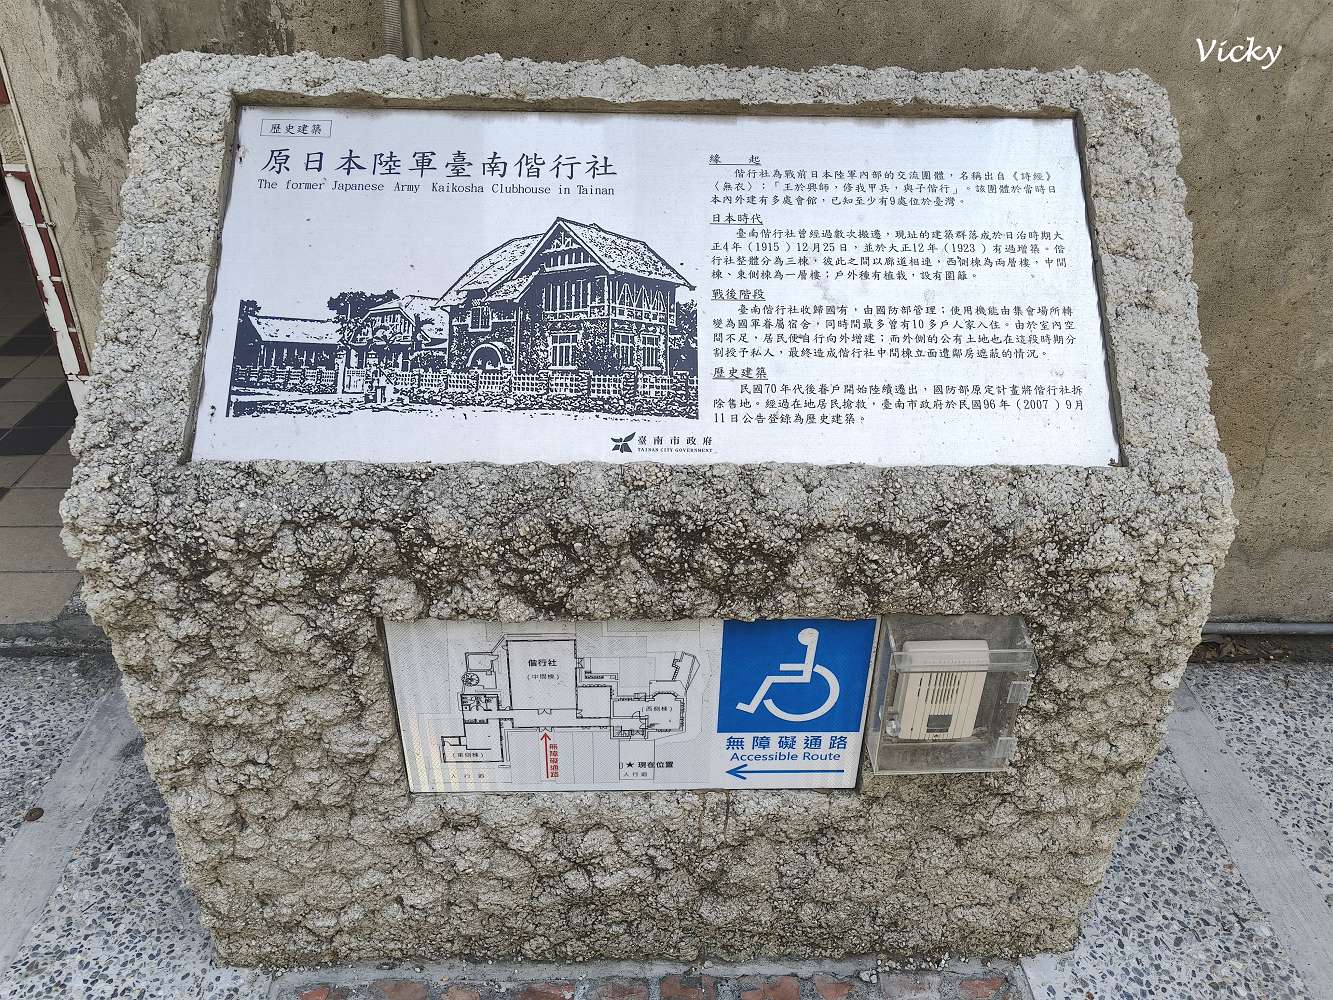 Vicky
歷史建築
原日本陸軍臺南偕行社
The former Japanese Army Kaikosha Clubhouse in Tainan
緣 起
偕行社為戰前日本陸軍內部的交流團體，名稱出自《詩經》
〈無衣〉：「王於興師，修我甲兵，與子偕行」。該團體於當時日
本內外建有多處會館，已知至少有9處位於臺灣。
日本時代
臺南偕行社曾經過數次搬遷，現址的建築群落成於日治時期大
正4年（1915）12月25日，並於大正12年（1923）有過增築。偕
行社整體分為三棟，彼此之間以廊道相連，西側棟為兩層樓，中間
棟、東側棟為一層樓；戶外種有植栽，設有圍籬。
戰後階段
臺南偕行社收歸國有，由國防部管理；使用機能由集會場所轉
變為國軍眷屬宿舍，同時間最多曾有10多戶人家入住。由於室內空
間不足，居民便自行向外增建；而外側的公有土地也在這段時期分
割授予私人，最終造成偕行社中間棟立面遭鄰房遮蔽的情況。
歷史建築
民國70年代後眷戶開始陸續遷出，國防部原定計畫將偕行社拆
除售地。經過在地居民搶救，臺南市政府於民國96年（2007）9月
11日公告登錄為歷史建築。
臺南市政府
TAINAN CITY GOVERNMENT
偕行社
（中間棟）
（西側棟）
（東側棟）
無障礙通路
★ 現在位置
人行道
人行道
無障礙通路
Accessible Route